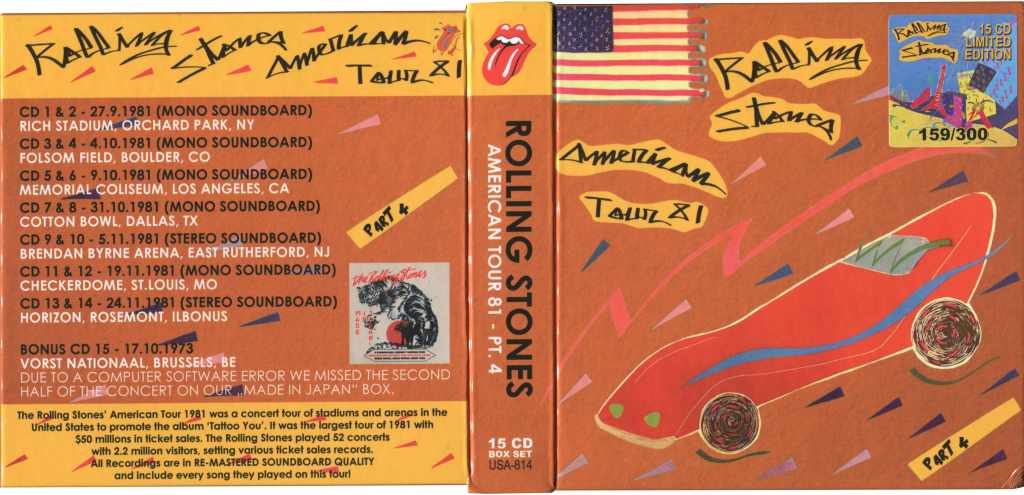 Rolling Stones American
Tour 81
CD 1 & 2 - 27.9.1981 (MONO SOUNDBOARD)
RICH STADIUM, ORCHARD PARK, NY
CD 3 & 4 - 4.10.1981 (MONO SOUNDBOARD)
FOLSOM FIELD, BOULDER, CO
CD 5 & 6 - 9.10.1981 (MONO SOUNDBOARD)
MEMORIAL COLISEUM, LOS ANGELES, CA
CD 7 & 8 - 31.10.1981 (MONO SOUNDBOARD)
COTTON BOWL, DALLAS, TX
CD 9 & 10 - 5.11.1981 (STEREO SOUNDBOARD)
BRENDAN BYRNE ARENA, EAST RUTHERFORD, NJ
CD 11 & 12 - 19.11.1981 (MONO SOUNDBOARD)
CHECKERDOME, ST.LOUIS, MO
CD 13 & 14 - 24.11.1981 (STEREO SOUNDBOARD)
HORIZON, ROSEMONT, ILBONUS
BONUS CD 15 - 17.10.1973
VORST NATIONAAL, BRUSSELS, BE
DUE TO A COMPUTER SOFTWARE ERROR WE MISSED THE SECOND
HALF OF THE CONCERT ON OUR „MADE IN JAPAN“ BOX.
PART 4
The Rolling Stones
MADE
The Rolling Stones' American Tour 1981 was a concert tour of stadiums and arenas in the
United States to promote the album 'Tattoo You'. It was the largest tour of 1981 with
$50 millions in ticket sales. The Rolling Stones played 52 concerts
with 2.2 million visitors, setting various ticket sales records.
All Recordings are in RE-MASTERED SOUNDBOARD QUALITY
and include every song they played on this tour!
ROLLING STONES
AMERICAN TOUR 81 - PT. 4
15 CD
BOX SET
USA-814
Rolling
Stones
American
Tour 81
Rolling
Stones
15 CD
LIMITED
EDITION
159/300
PART 4